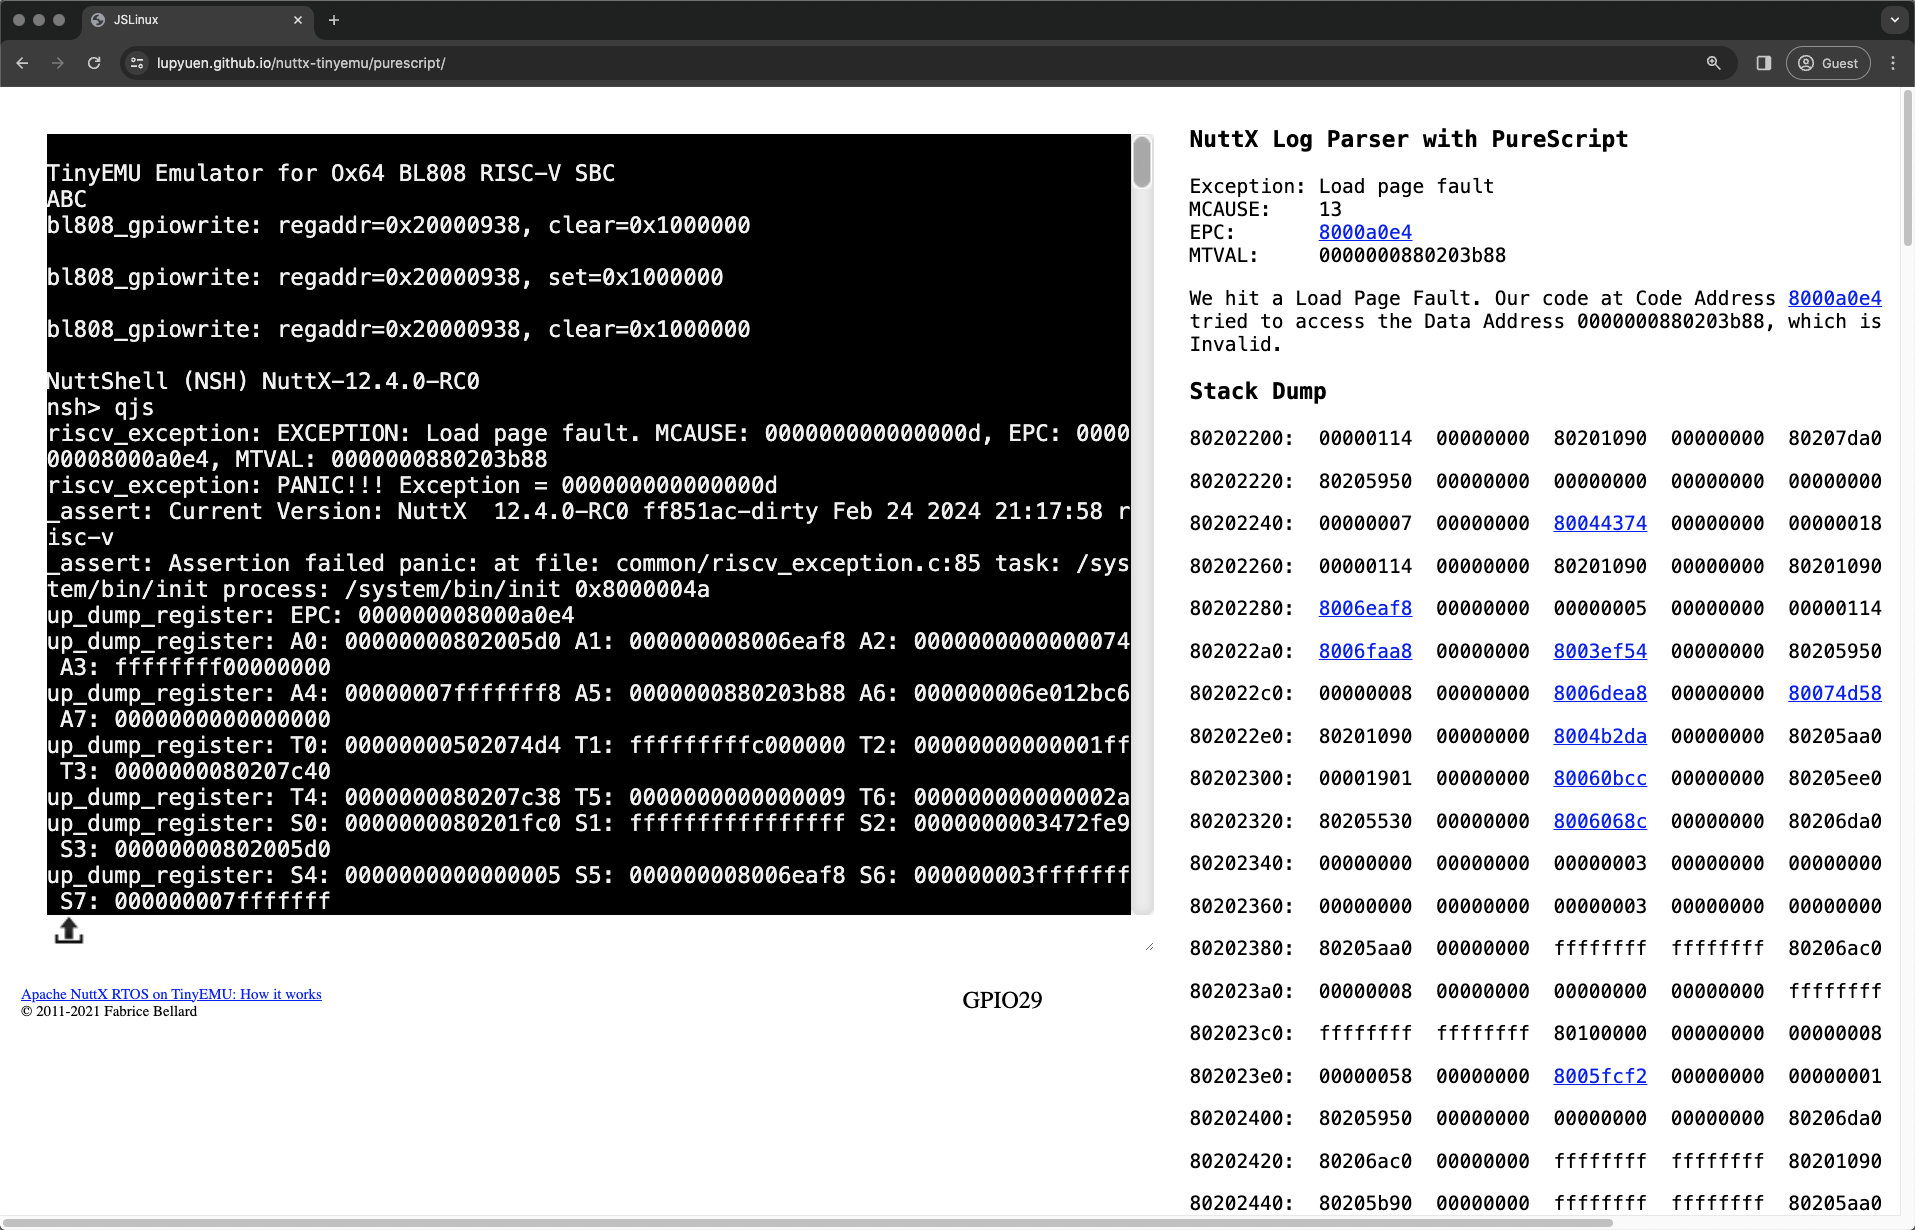 JSLinux
lupyuen.github.io/nuttx-tinyemu/purescript/
Guest
TinyEMU Emulator for Ox64 BL808 RISC-V SBC
ABC
bl808_gpiowrite: regaddr=0x20000938, clear=0x1000000
bl808_gpiowrite: regaddr=0x20000938, set=0x1000000
bl808_gpiowrite: regaddr=0x20000938, clear=0x1000000
NuttShell (NSH) NuttX-12.4.0-RC0
nsh> qjs
riscv_exception: EXCEPTION: Load page fault. MCAUSE: 000000000000000d, EPC: 0000
00008000a0e4, MTVAL: 0000000880203b88
riscv_exception: PANIC!!! Exception = 000000000000000d
_assert: Current Version: NuttX  12.4.0-RC0 ff851ac-dirty Feb 24 2024 21:17:58 r
isc-v
_assert: Assertion failed panic: at file: common/riscv_exception.c:85 task: /sys
tem/bin/init process: /system/bin/init 0x8000004a
up_dump_register: EPC: 000000008000a0e4
up_dump_register: A0: 00000000802005d0 A1: 000000008006eaf8 A2: 0000000000000074
 A3: ffffffff00000000
up_dump_register: A4: 00000007fffffff8 A5: 0000000880203b88 A6: 000000006e012bc6
 A7: 0000000000000000
up_dump_register: T0: 00000000502074d4 T1: fffffffffc000000 T2: 00000000000001ff
 T3: 0000000080207c40
up_dump_register: T4: 0000000080207c38 T5: 0000000000000009 T6: 000000000000002a
up_dump_register: S0: 0000000080201fc0 S1: ffffffffffffffff S2: 0000000003472fe9
 S3: 00000000802005d0
up_dump_register: S4: 0000000000000005 S5: 000000008006eaf8 S6: 000000003fffffff
 S7: 000000007fffffff
Apache NuttX RTOS on TinyEMU: How it works
© 2011-2021 Fabrice Bellard
GPIO29
NuttX Log Parser with PureScript
Exception: Load page fault
MCAUSE: 13
EPC: 8000a0e4
MTVAL: 0000000880203b88
We hit a Load Page Fault. Our code at Code Address 8000a0e4
tried to access the Data Address 0000000880203b88, which is
Invalid.
Stack Dump
80202200: 00000114 00000000 80201090 00000000 80207da0
80202220: 80205950 00000000 00000000 00000000 00000000
80202240: 00000007 00000000 80044374 00000000 00000018
80202260: 00000114 00000000 80201090 00000000 80201090
80202280: 8006eaf8 00000000 00000005 00000000 00000114
802022a0: 8006faa8 00000000 8003ef54 00000000 80205950
802022c0: 00000008 00000000 8006dea8 00000000 80074d58
802022e0: 80201090 00000000 8004b2da 00000000 80205aa0
80202300: 00001901 00000000 80060bcc 00000000 80205ee0
80202320: 80205530 00000000 8006068c 00000000 80206da0
80202340: 00000000 00000000 00000003 00000000 00000000
80202360: 00000000 00000000 00000003 00000000 00000000
80202380: 80205aa0 00000000 ffffffff ffffffff 80206ac0
802023a0: 00000008 00000000 00000000 00000000 ffffffff
802023c0: ffffffff ffffffff 80100000 00000000 00000008
802023e0: 00000058 00000000 8005fcf2 00000000 00000001
80202400: 80205950 00000000 00000000 00000000 80206da0
80202420: 80206ac0 00000000 ffffffff ffffffff 80201090
80202440: 80205b90 00000000 ffffffff ffffffff 80205aa0